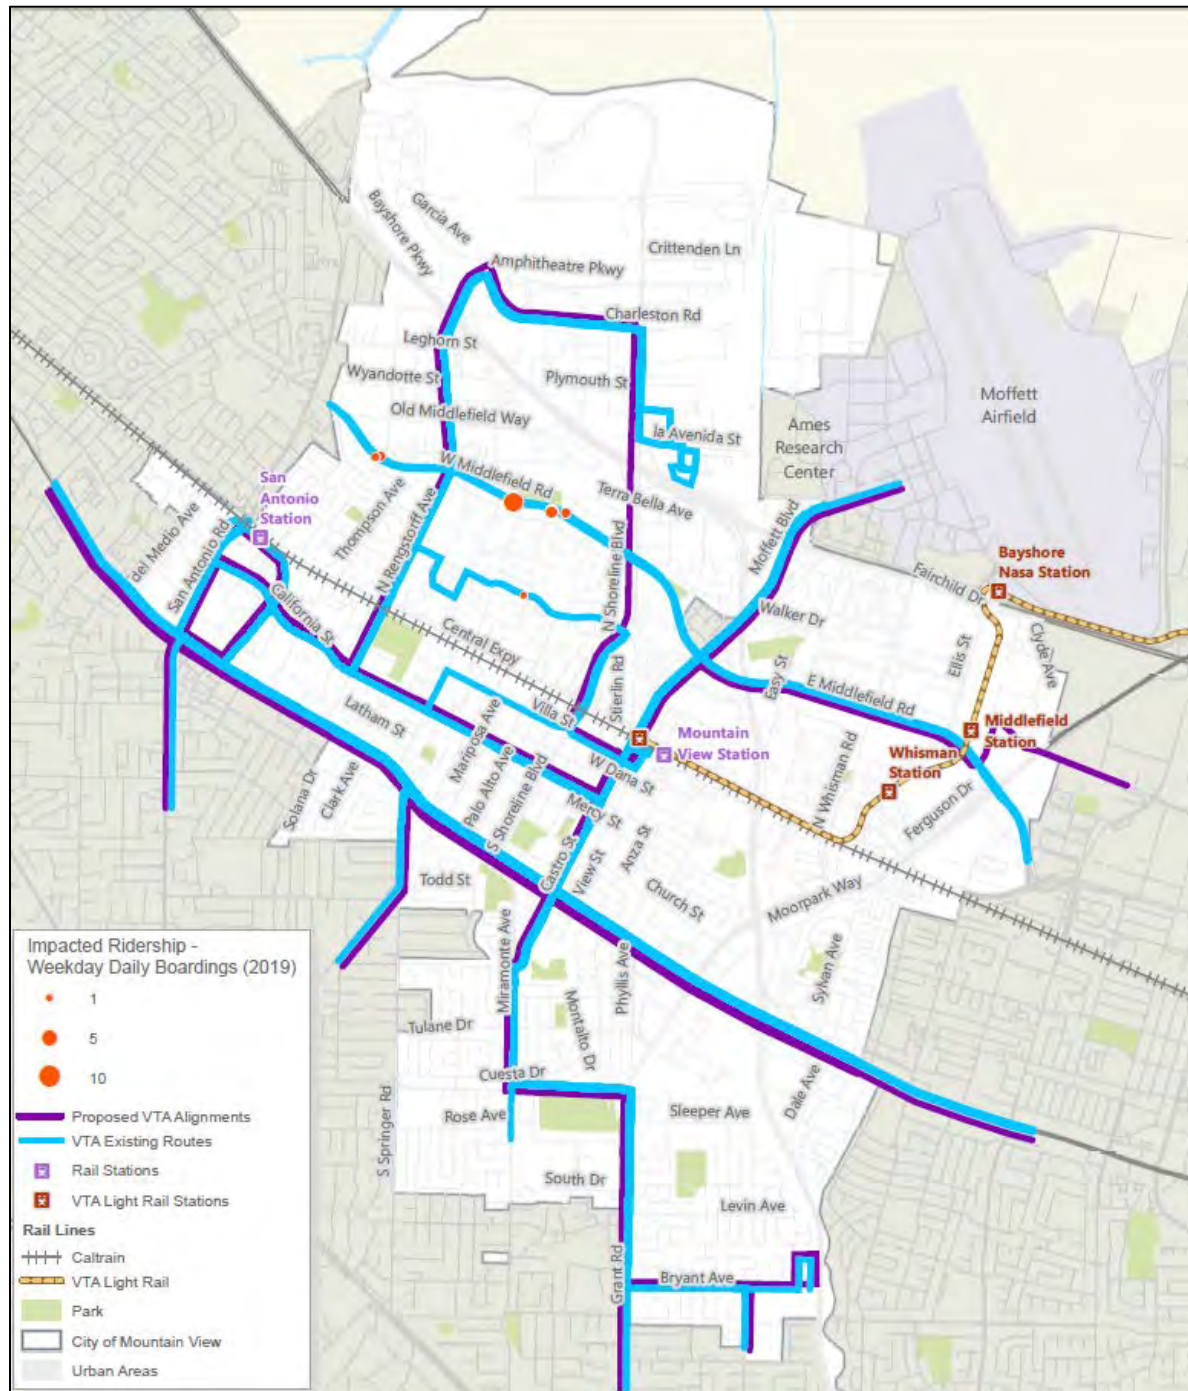 Garcia Ave
Bayshore Pkwy
Crittenden Ln
Amphitheatre Pkwy
Charleston Rd
Leghorn St
Wyandotte St
Plymouth St
Moffett
Airfield
Old Middlefield Way
la Avenida St
Ames
Research
Center
W Middlefield Rd
San
Antonio
Station
Terra Bella Ave
Thompson Ave
del Medio Ave
San Antonio Rd
N Rengstorff Ave
N Shoreline Blvd
Moffett Blvd
Bayshore
Nasa Station
Fairchild Dr
Walker Dr
California St
Central Expy
Stierlin Rd
Easy St
Ellis St
Clyde Ave
E Middlefield Rd
Latham St
Villa St
Mariposa Ave
Mountain
View Station
Middlefield
Station
Whisman
Station
W Dana St
Palo Alto Ave
S Shoreline Blvd
N Whisman Rd
Solana Dr
Clark Ave
Mercy St
Ferguson Dr
Castro St
View St
Anza St
Todd St
Church St
Moorpark Way
Miramonte Ave
Phyllis Ave
Sylvan Ave
Montalto Dr
Tulane Dr
Cuesta Dr
Dale Ave
Rose Ave
Sleeper Ave
S Springer Rd
South Dr
Levin Ave
Grant Rd
Bryant Ave
Impacted Ridership -
Weekday Daily Boardings (2019)
1
5
10
Proposed VTA Alignments
VTA Existing Routes
Rail Stations
VTA Light Rail Stations
Rail Lines
Caltrain
VTA Light Rail
Park
City of Mountain View
Urban Areas